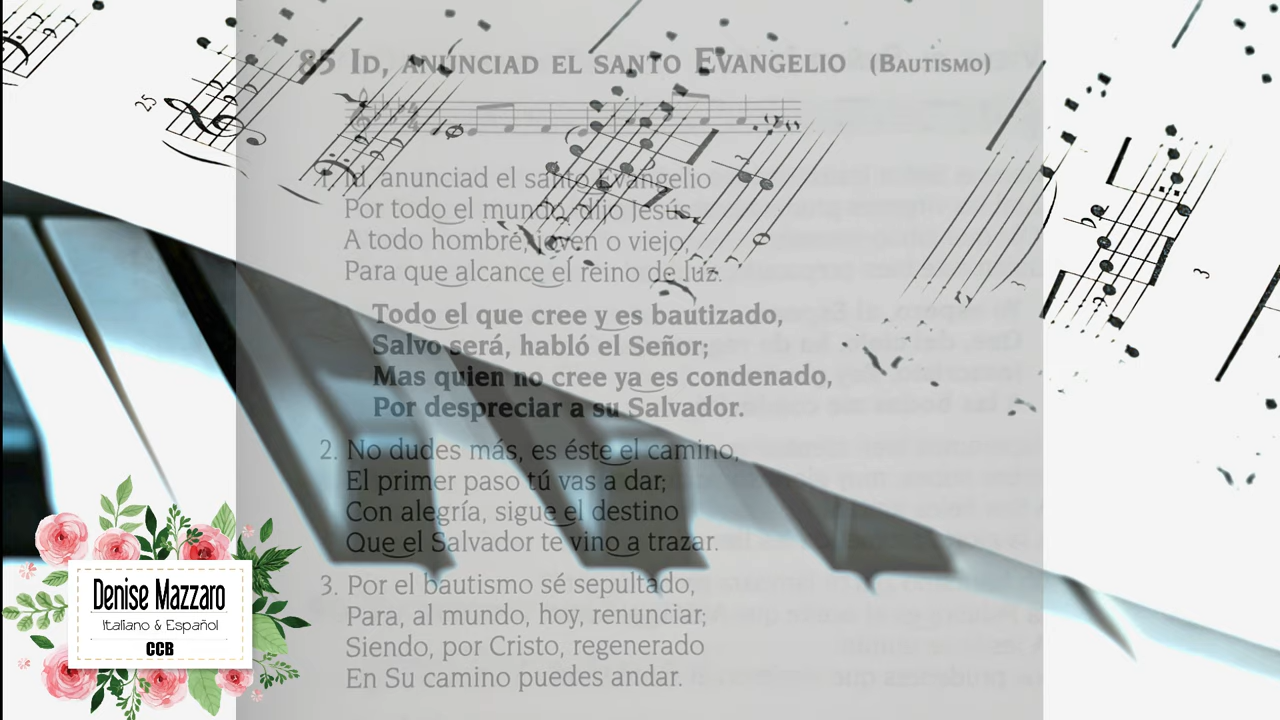 85 Id, anunciad el santo Evangelio (Bautismo)
1. Id, anunciad el santo Evangelio
Por todo el mundo, dijo Jesús,
A todo hombre, joven o viejo,
Para que alcance el reino de luz.
Todo el que cree y es bautizado,
Salvo será, habló el Señor;
Mas quien no cree ya es condenado,
Por despreciar a su Salvador.
2. No dudes más, es éste el camino,
El primer paso tú vas a dar;
Con alegría, sigue el destino
Que el Salvador te vino a trazar.
3. Por el bautismo sé sepultado,
Para, al mundo, hoy, renunciar;
Siendo, por Cristo, regenerado
En Su camino puedes andar.
Denise Mazzaro
Italiano & Español
CCB
25
3